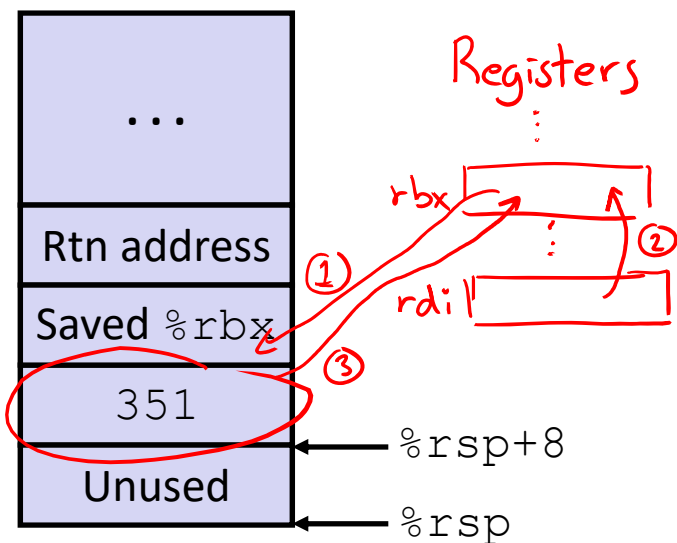 ...
Rtn address
Saved %rbx
351
Unused
%rsp+8
%rsp
Registers
rbx
rdi
①
②
③